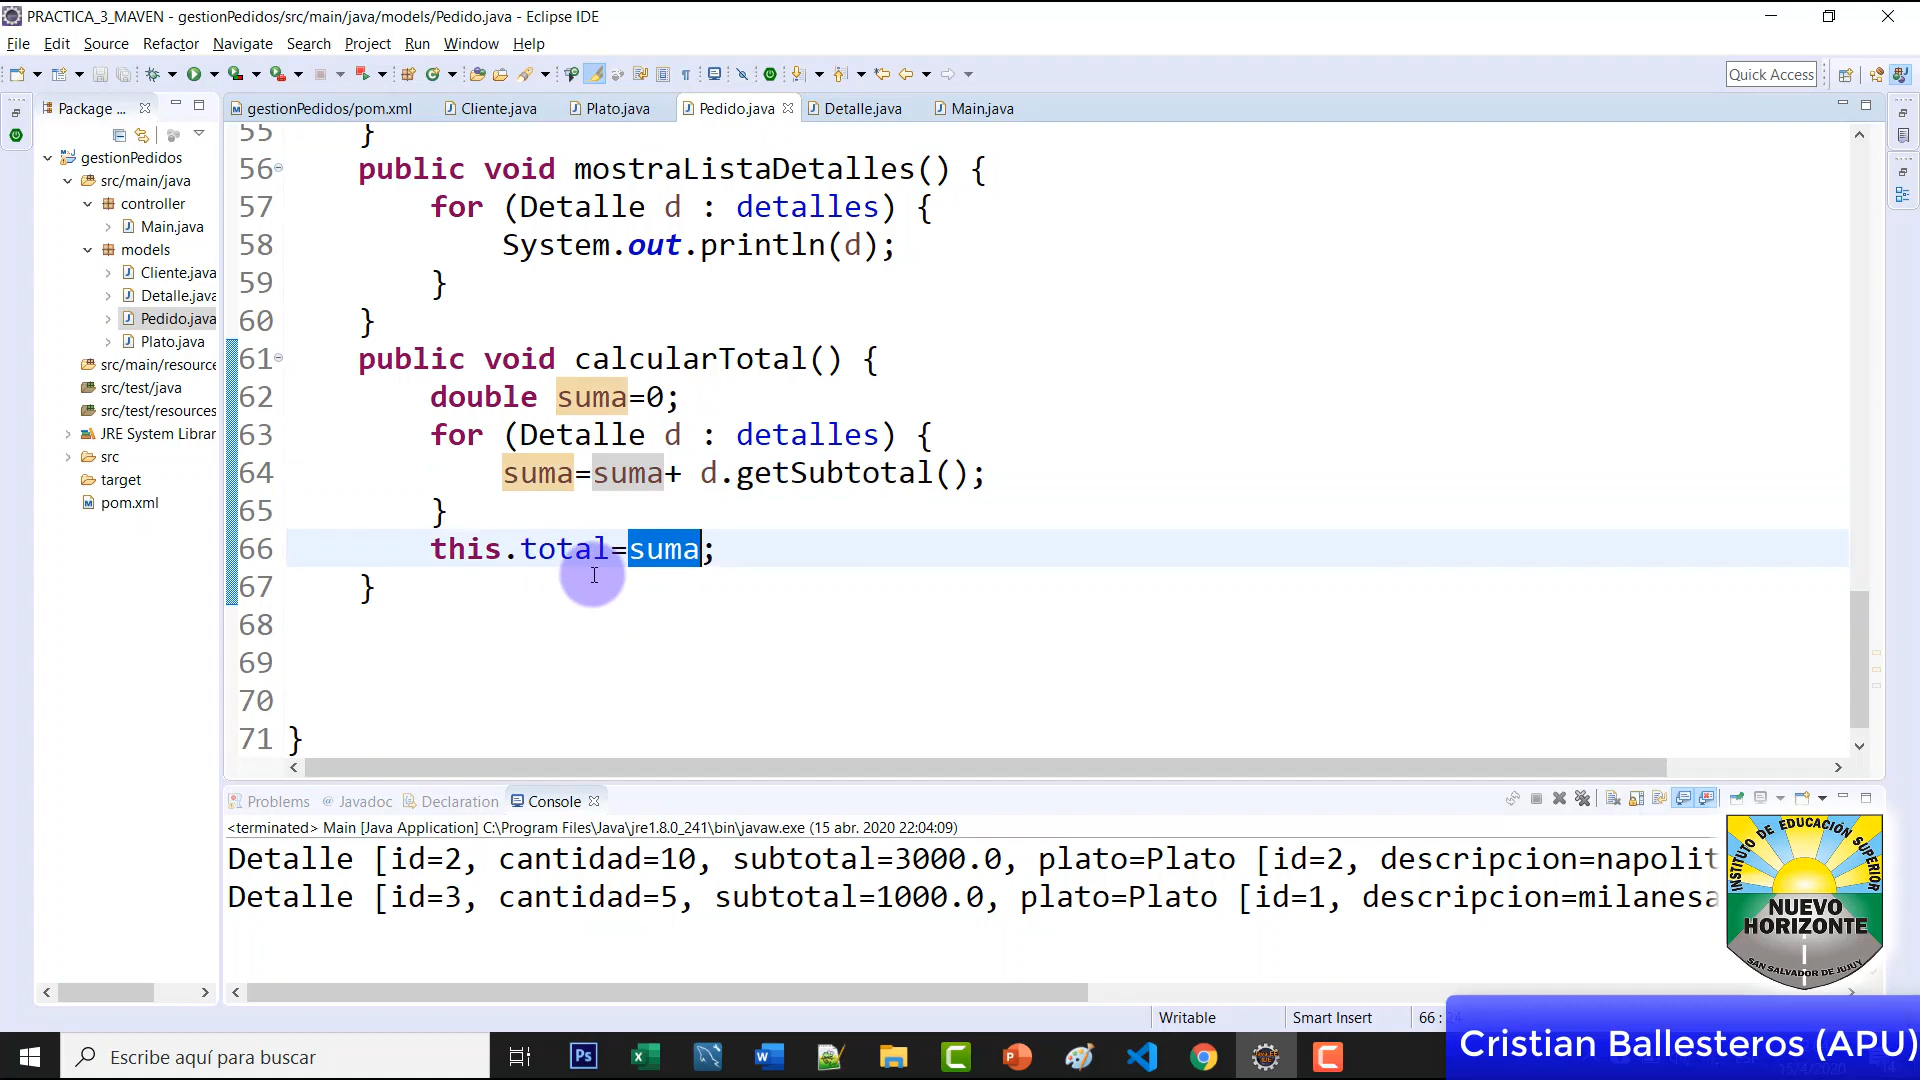 PRACTICA_3_MAVEN - gestionPedidos/src/main/java/models/Pedido.java - Eclipse IDE
File Edit Source Refactor Navigate Search Project Run Window Help
Quick Access
Package ...
gestionPedidos/pom.xml Cliente.java Plato.java Pedido.java Detalle.java Main.java
gestionPedidos
src/main/java
controller
Main.java
models
Cliente.java
Detalle.java
Pedido.java
Plato.java
src/main/resource
src/test/java
src/test/resources
JRE System Librar
src
target
pom.xml
55 }
56 public void mostraListaDetalles() {
57 for (Detalle d : detalles) {
58 System.out.println(d);
59 }
60 }
61 public void calcularTotal() {
62 double suma=0;
63 for (Detalle d : detalles) {
64 suma=suma+ d.getSubtotal();
65 }
66 this.total=suma;
67 }
68
69
70
71 }
Problems @ Javadoc Declaration Console
<terminated> Main [Java Application] C:\Program Files\Java\jre1.8.0_241\bin\javaw.exe (15 abr. 2020 22:04:09)
Detalle [id=2, cantidad=10, subtotal=3000.0, plato=Plato [id=2, descripcion=napolit
Detalle [id=3, cantidad=5, subtotal=1000.0, plato=Plato [id=1, descripcion=milanesa
INSTITUTO DE EDUCACIÓN SUPERIOR
NUEVO
HORIZONTE
SAN SALVADOR DE JUJUY
Writable Smart Insert 66 :
Cristian Ballesteros (APU)
Escribe aquí para buscar